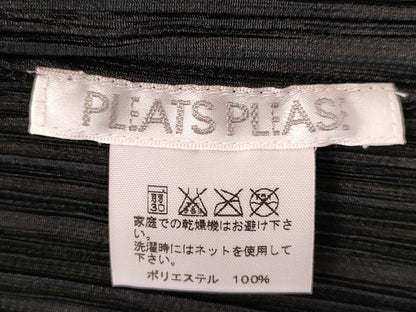 PLEATS PLEASE
30
家庭での乾燥機はお避け下
さい。
洗濯時にはネットを使用して
下さい。
ポリエステル 100%